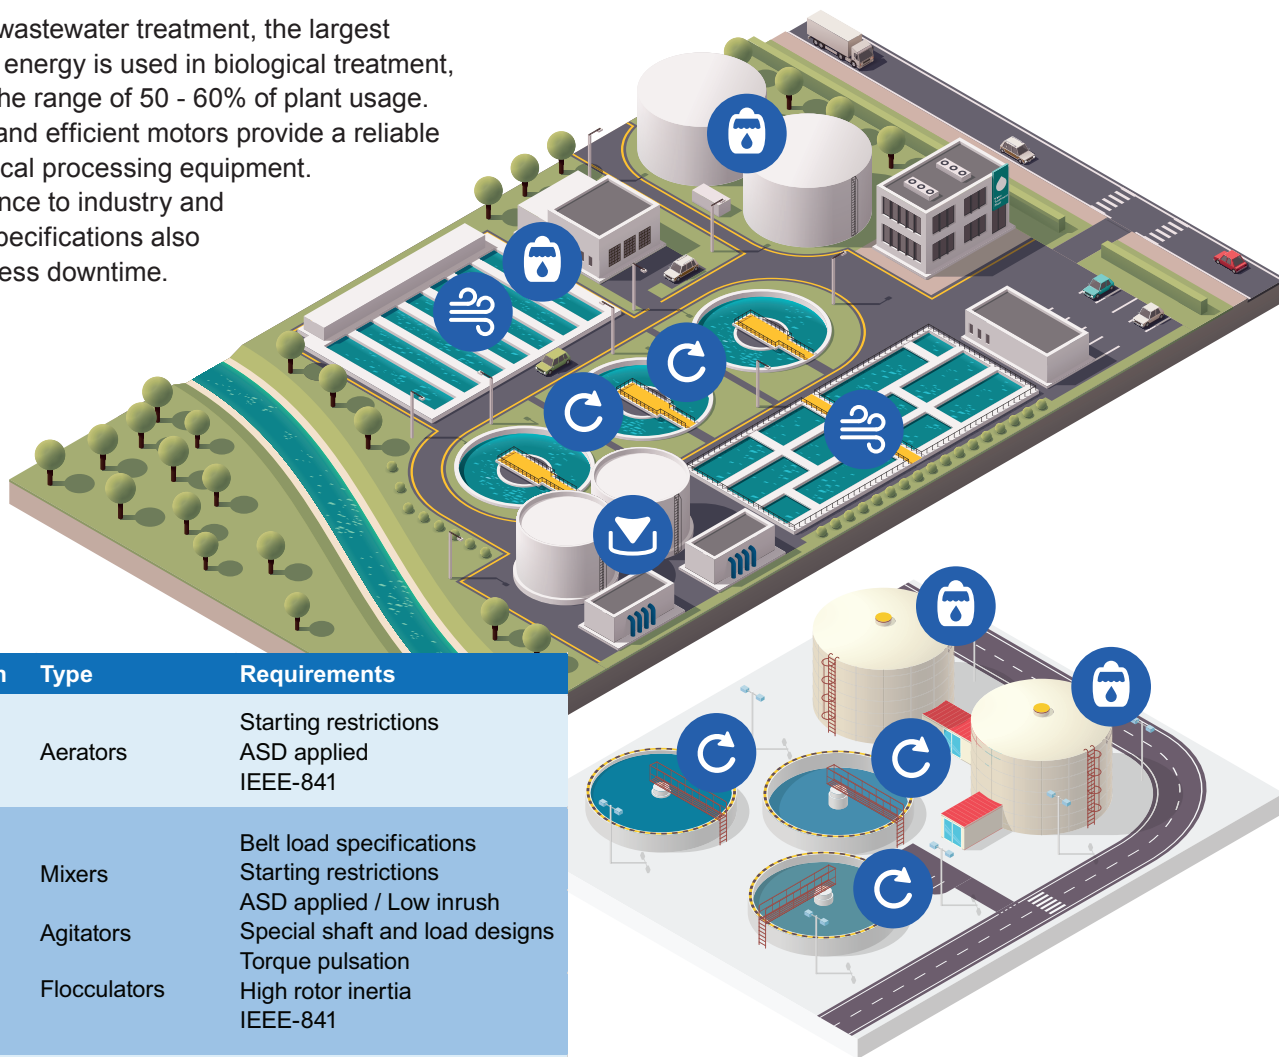 wastewater treatment, the largest
energy is used in biological treatment,
he range of 50 - 60% of plant usage.
and efficient motors provide a reliable
ical processing equipment.
nce to industry and
pecifications also
ess downtime.
n Type Requirements
Starting restrictions
Aerators ASD applied
IEEE-841
Belt load specifications
Mixers Starting restrictions
ASD applied / Low inrush
Agitators Special shaft and load designs
Torque pulsation
Flocculators High rotor inertia
IEEE-841